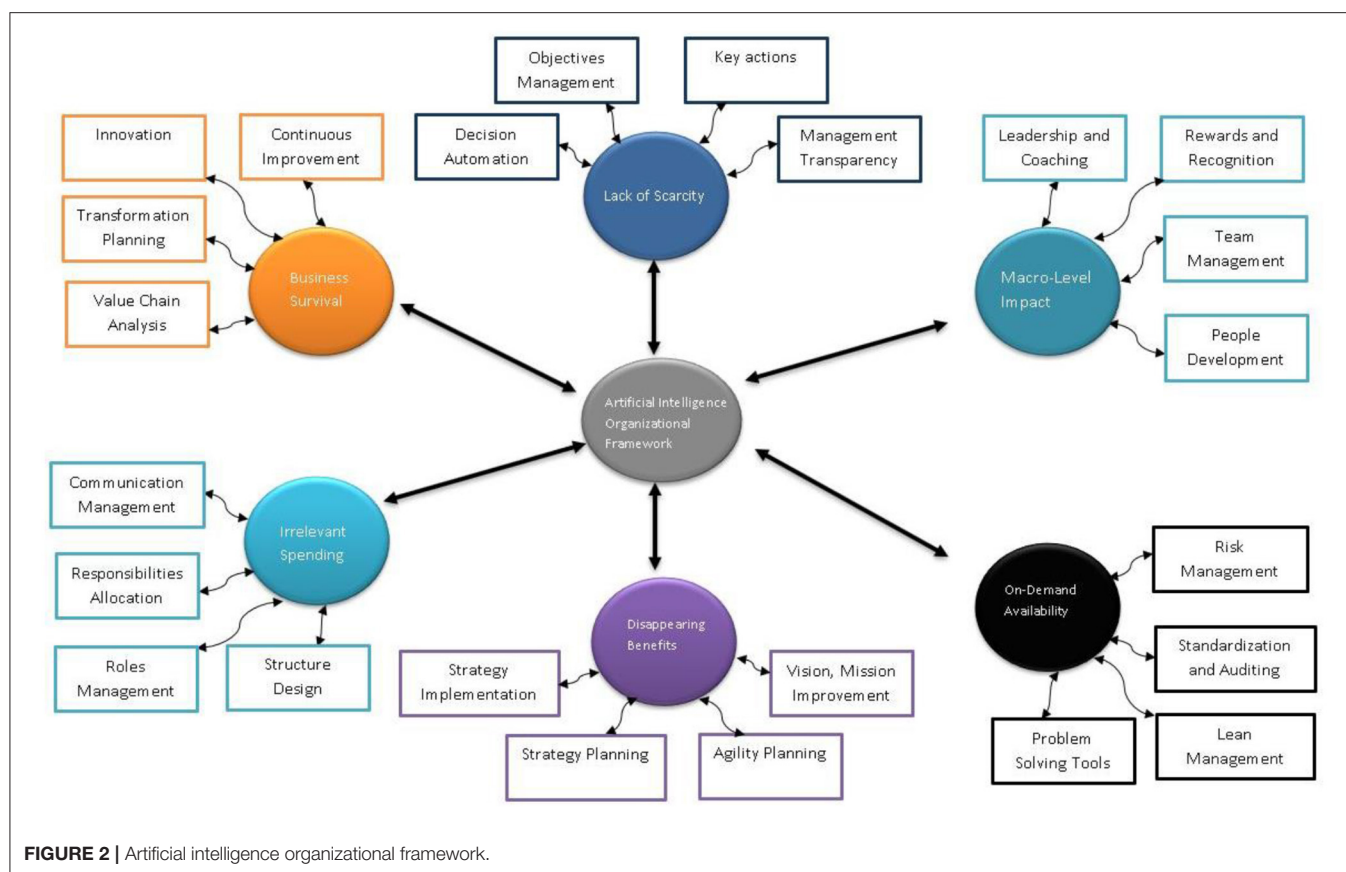 Objectives
Management
Key actions
Innovation
Continuous
Improvement
Decision
Automation
Management
Transparency
Lack of Scarcity
Leadership and
Coaching
Rewards and
Recognition
Transformation
Planning
Team
Management
Business
Survival
Macro-Level
Impact
Value Chain
Analysis
People
Development
Artificial Intelligence
Organizational
Framework
Communication
Management
Irrelevant
Spending
Responsibilities
Allocation
Roles
Management
Structure
Design
Disappearing
Benefits
Strategy
Implementation
Vision, Mission
Improvement
Strategy Planning
Agility Planning
On-Demand
Availability
Risk
Management
Standardization
and Auditing
Problem
Solving Tools
Lean
Management
FIGURE 2 | Artificial intelligence organizational framework.